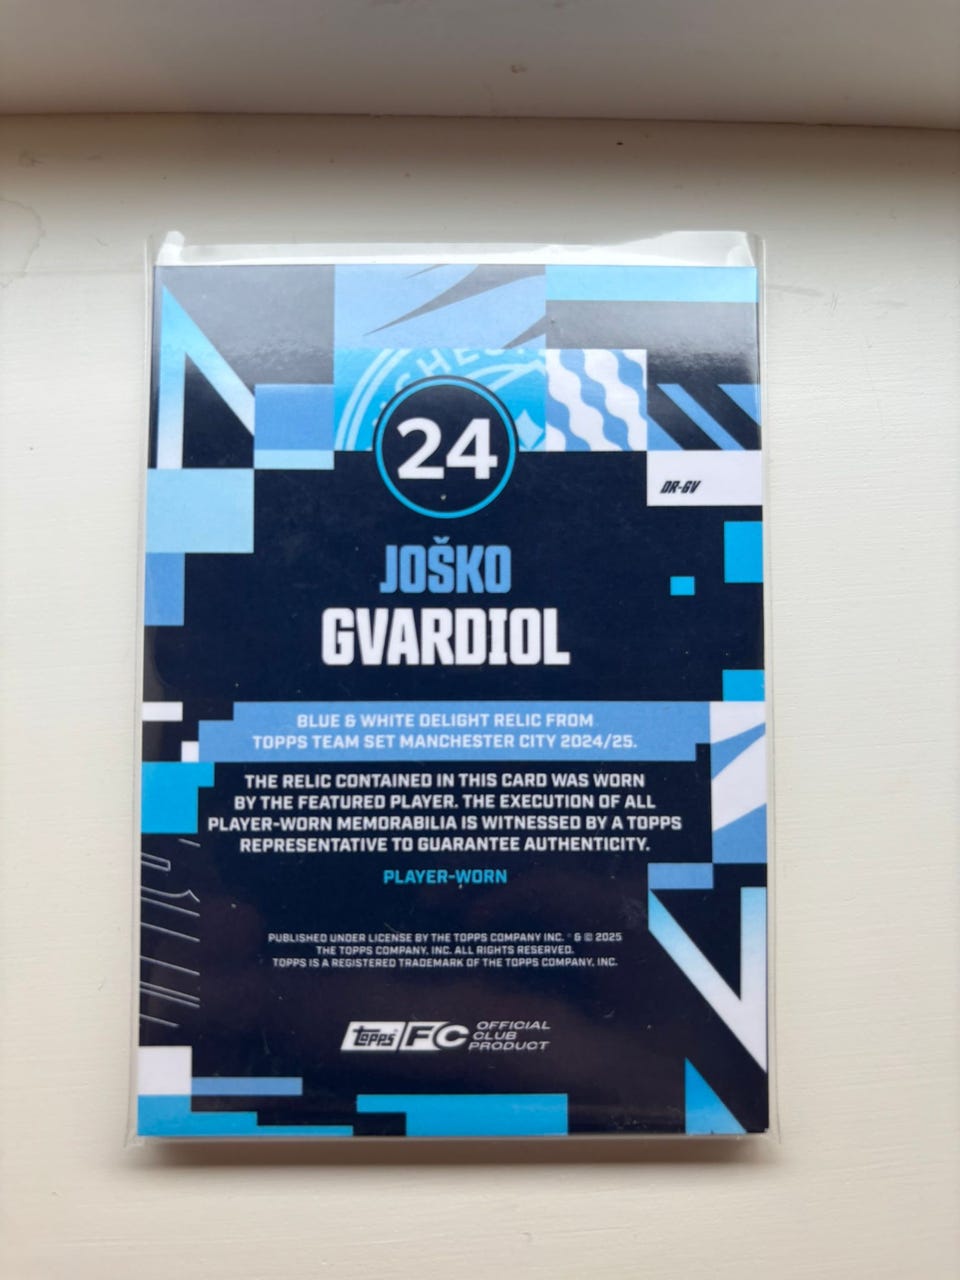 CHES
24
DR-GV
JOŠKO
GVARDIOL
BLUE & WHITE DELIGHT RELIC FROM
TOPPS TEAM SET MANCHESTER CITY 2024/25.
THE RELIC CONTAINED IN THIS CARD WAS WORN
BY THE FEATURED PLAYER. THE EXECUTION OF ALL
PLAYER-WORN MEMORABILIA IS WITNESSED BY A TOPPS
REPRESENTATIVE TO GUARANTEE AUTHENTICITY.
PLAYER-WORN
PUBLISHED UNDER LICENSE BY THE TOPPS COMPANY INC. ® & © 2025
THE TOPPS COMPANY, INC. ALL RIGHTS RESERVED.
TOPPS IS A REGISTERED TRADEMARK OF THE TOPPS COMPANY, INC.
Topps FC OFFICIAL
CLUB
PRODUCT